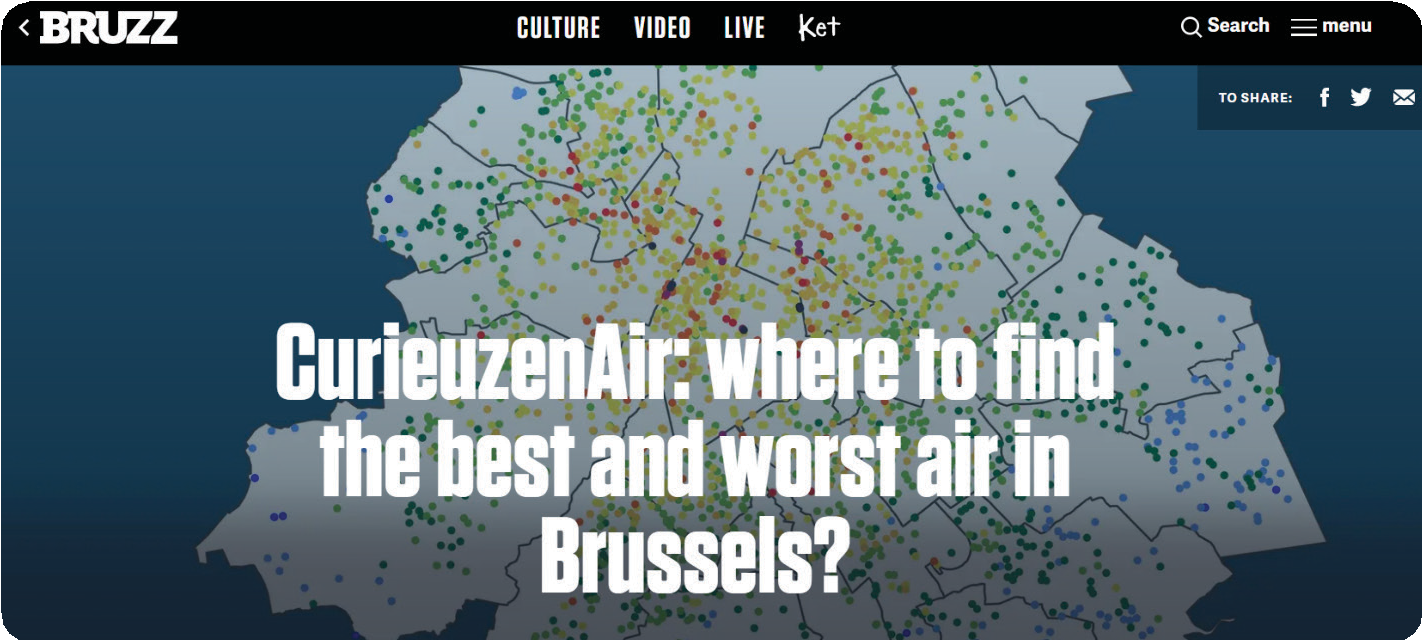 BRUZZ
CULTURE VIDEO LIVE Ket
Search menu
TO SHARE:
CurieuzenAir: where to find
the best and worst air in
Brussels?